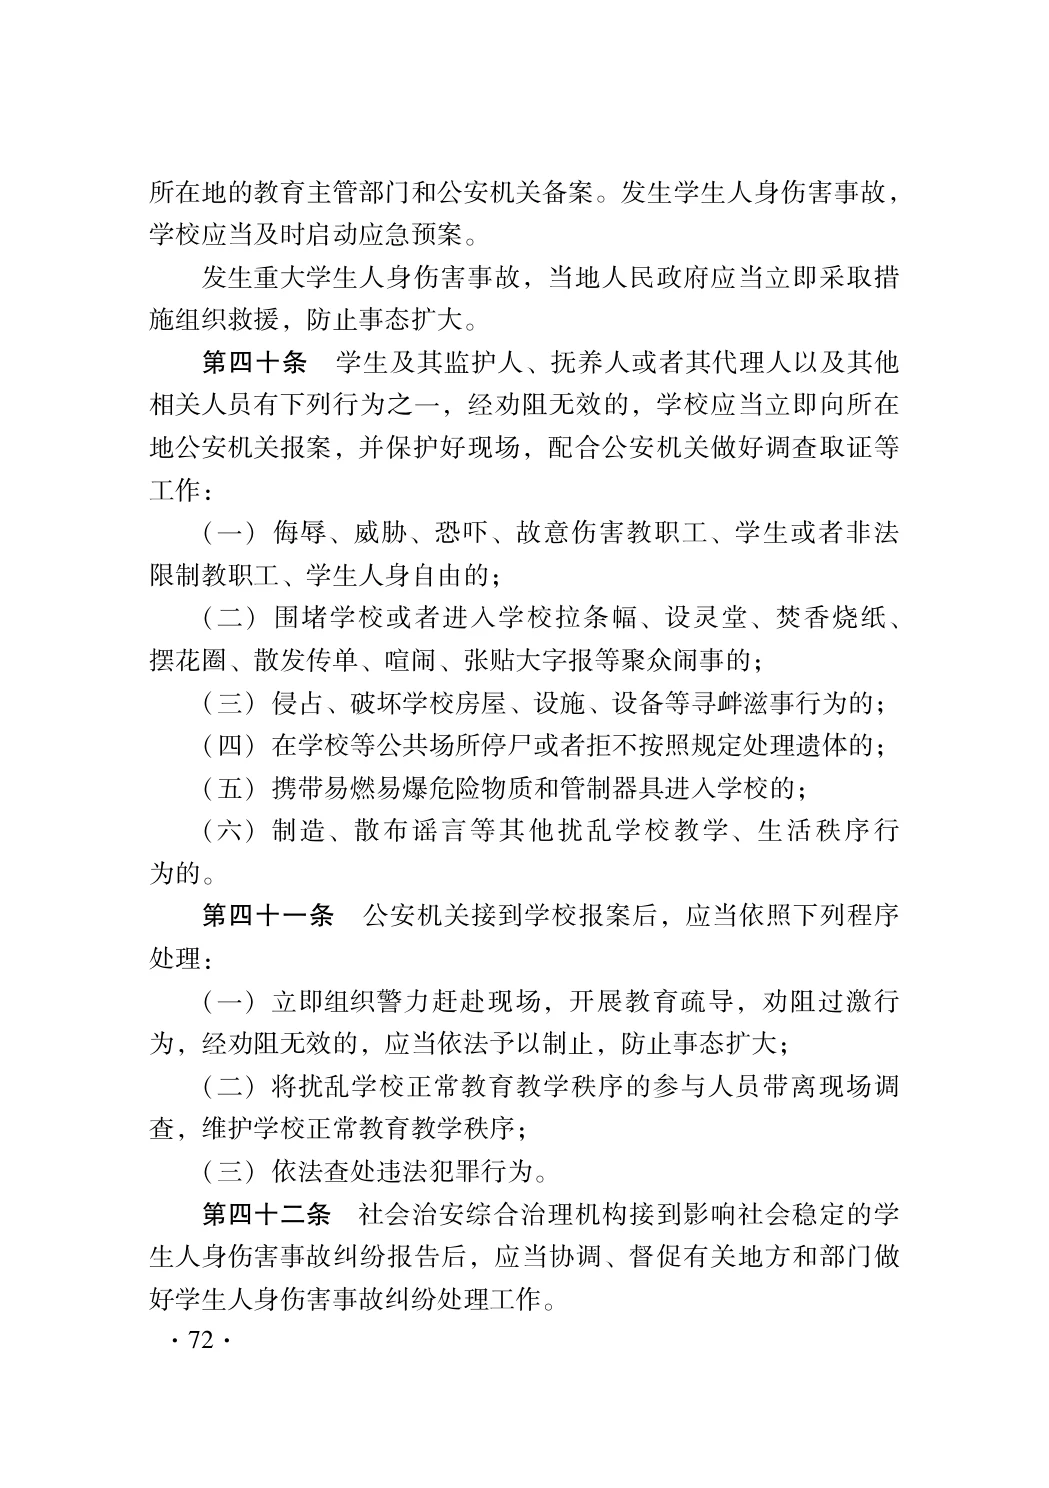 所在地的教育主管部门和公安机关备案。发生学生人身伤害事故，
学校应当及时启动应急预案。
发生重大学生人身伤害事故，当地人民政府应当立即采取措
施组织救援，防止事态扩大。
第四十条　学生及其监护人、抚养人或者其代理人以及其他
相关人员有下列行为之一，经劝阻无效的，学校应当立即向所在
地公安机关报案，并保护好现场，配合公安机关做好调查取证等
工作：
（一）侮辱、威胁、恐吓、故意伤害教职工、学生或者非法
限制教职工、学生人身自由的；
（二）围堵学校或者进入学校拉条幅、设灵堂、焚香烧纸、
摆花圈、散发传单、喧闹、张贴大字报等聚众闹事的；
（三）侵占、破坏学校房屋、设施、设备等寻衅滋事行为的；
（四）在学校等公共场所停尸或者拒不按照规定处理遗体的；
（五）携带易燃易爆危险物质和管制器具进入学校的；
（六）制造、散布谣言等其他扰乱学校教学、生活秩序行
为的。
第四十一条　公安机关接到学校报案后，应当依照下列程序
处理：
（一）立即组织警力赶赴现场，开展教育疏导，劝阻过激行
为，经劝阻无效的，应当依法予以制止，防止事态扩大；
（二）将扰乱学校正常教育教学秩序的参与人员带离现场调
查，维护学校正常教育教学秩序；
（三）依法查处违法犯罪行为。
第四十二条　社会治安综合治理机构接到影响社会稳定的学
生人身伤害事故纠纷报告后，应当协调、督促有关地方和部门做
好学生人身伤害事故纠纷处理工作。
·72·